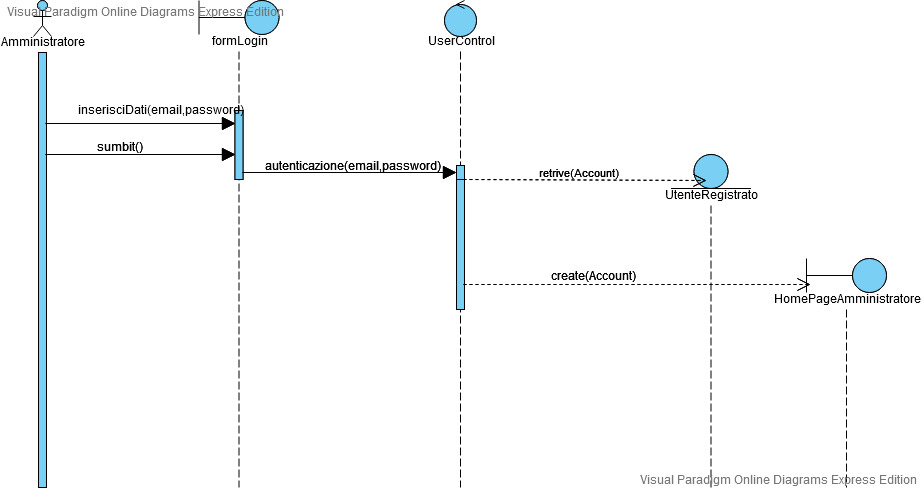 Visual Paradigm Online Diagrams Express Edition
Amministratore
formLogin
UserControl
inserisciDati(email,password)
sumbit()
autenticazione(email,password)
retrive(Account)
UtenteRegistrato
create(Account)
HomePageAmministratore
Visual Paradigm Online Diagrams Express Edition